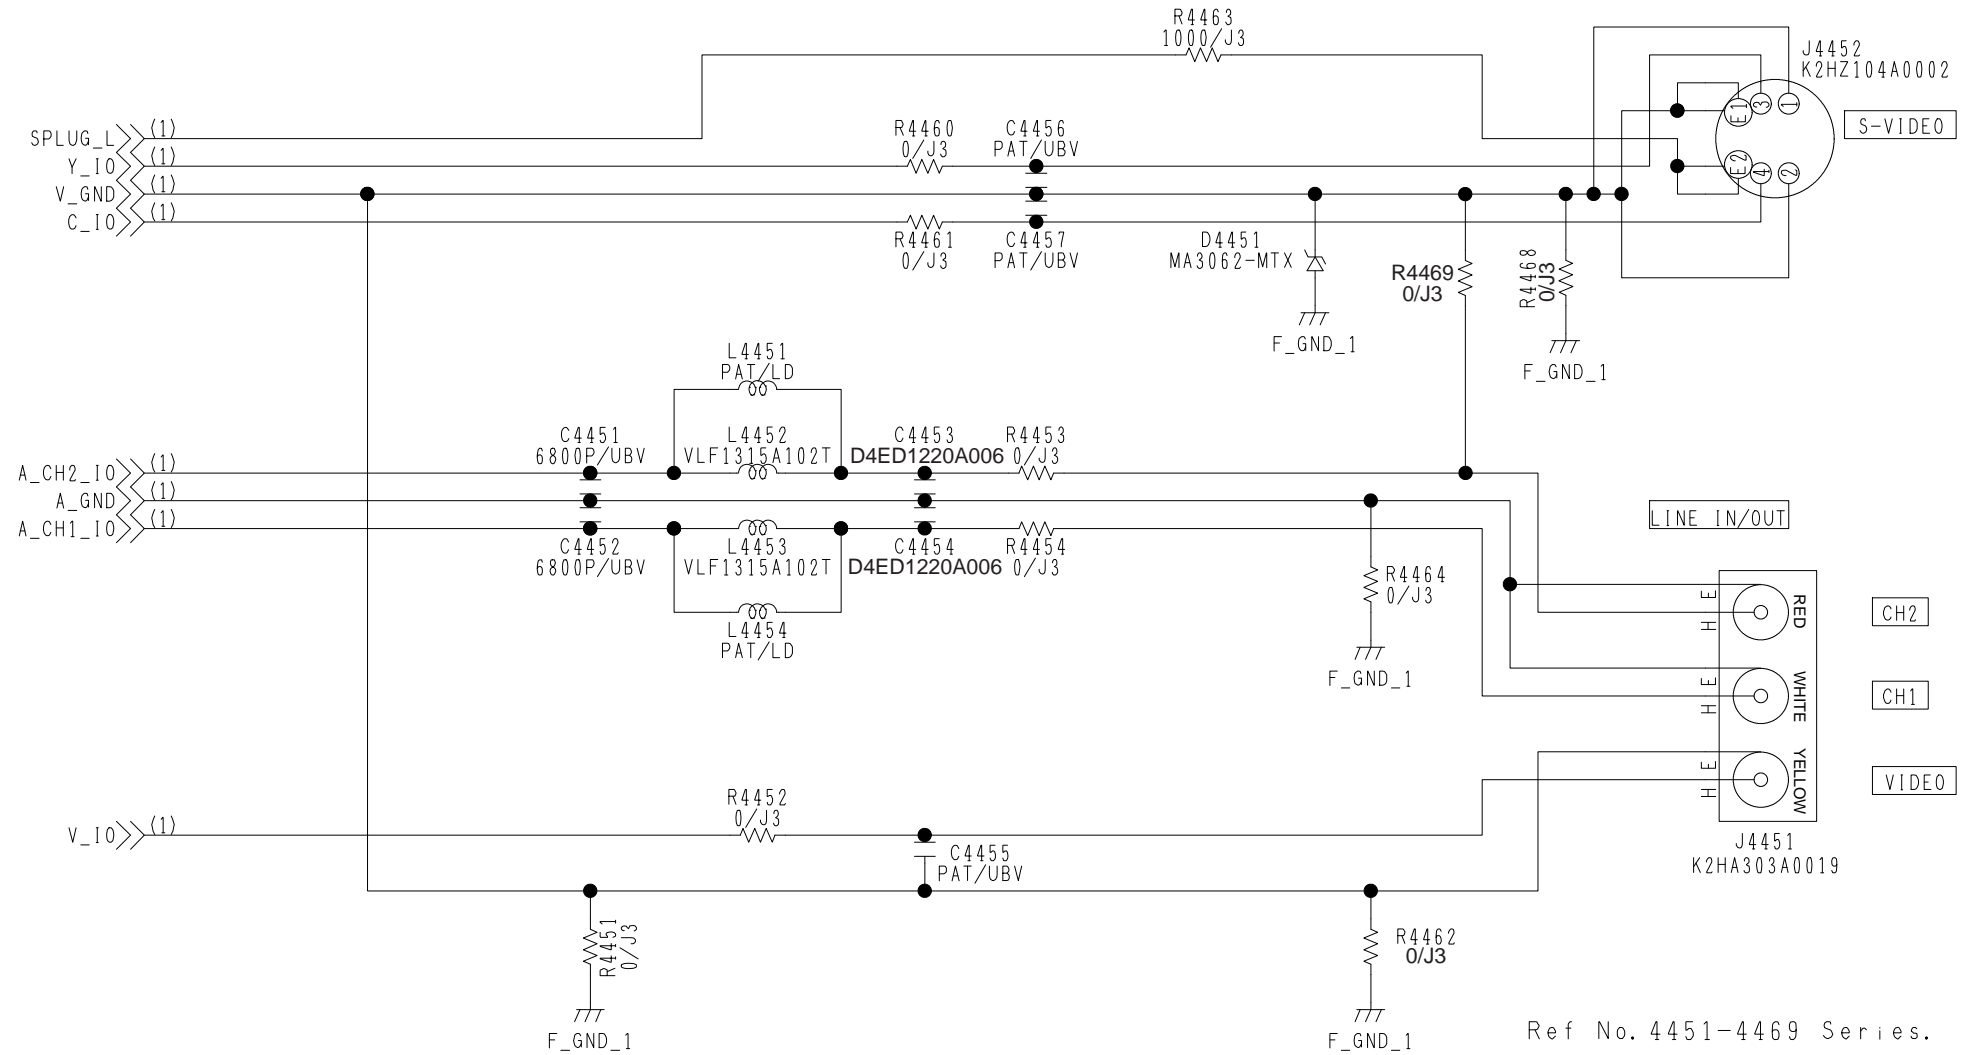 R4463
1000/J3
J4452
K2HZ104A0002
S-VIDEO
E1
3
1
E2
4
2
SPLUG_L (1)
Y_IO (1)
V_GND (1)
C_IO (1)
R4460
0/J3
C4456
PAT/UBV
R4461
0/J3
C4457
PAT/UBV
D4451
MA3062-MTX
F_GND_1
R4469
0/J3
R4468
0/J3
F_GND_1
L4451
PAT/LD
C4451
6800P/UBV
L4452
VLF1315A102T
C4453
D4ED1220A006
R4453
0/J3
A_CH2_IO (1)
A_GND (1)
A_CH1_IO (1)
C4452
6800P/UBV
L4453
VLF1315A102T
C4454
D4ED1220A006
R4454
0/J3
L4454
PAT/LD
R4464
0/J3
F_GND_1
LINE IN/OUT
E
H
RED
CH2
E
H
WHITE
CH1
E
H
YELLOW
VIDEO
J4451
K2HA303A0019
V_IO (1)
R4452
0/J3
C4455
PAT/UBV
R4451
0/J3
F_GND_1
R4462
0/J3
F_GND_1
Ref No. 4451-4469 Series.